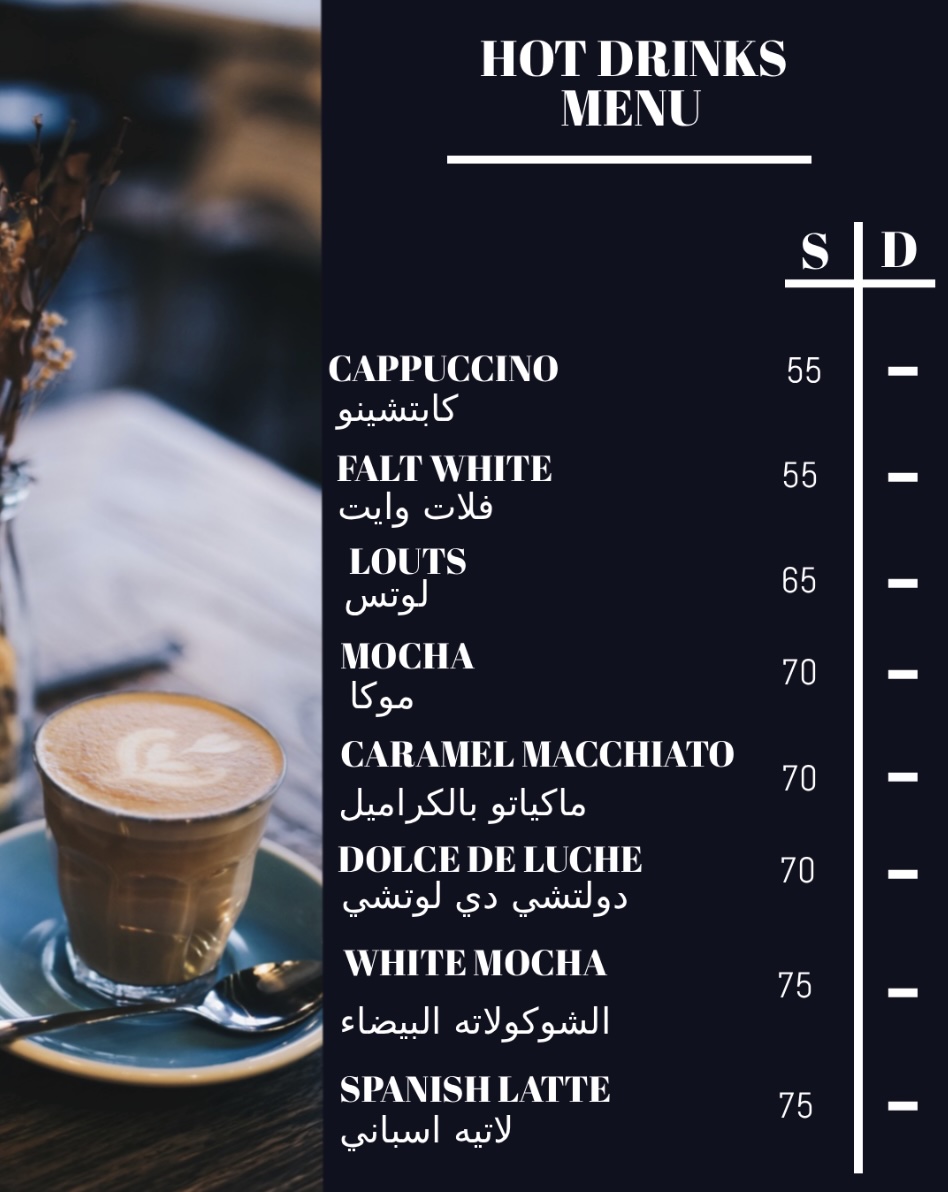 HOT DRINKS
MENU
S D
CAPPUCCINO 55 –
كابتشينو
FALT WHITE 55 –
فلات وايت
LOUTS 65 –
لوتس
MOCHA 70 –
موكا
CARAMEL MACCHIATO 70 –
ماكياتو بالكراميل
DOLCE DE LUCHE 70 –
دولتشي دي لوتشي
WHITE MOCHA 75 –
الشوكولاته البيضاء
SPANISH LATTE 75 –
لاتيه اسباني